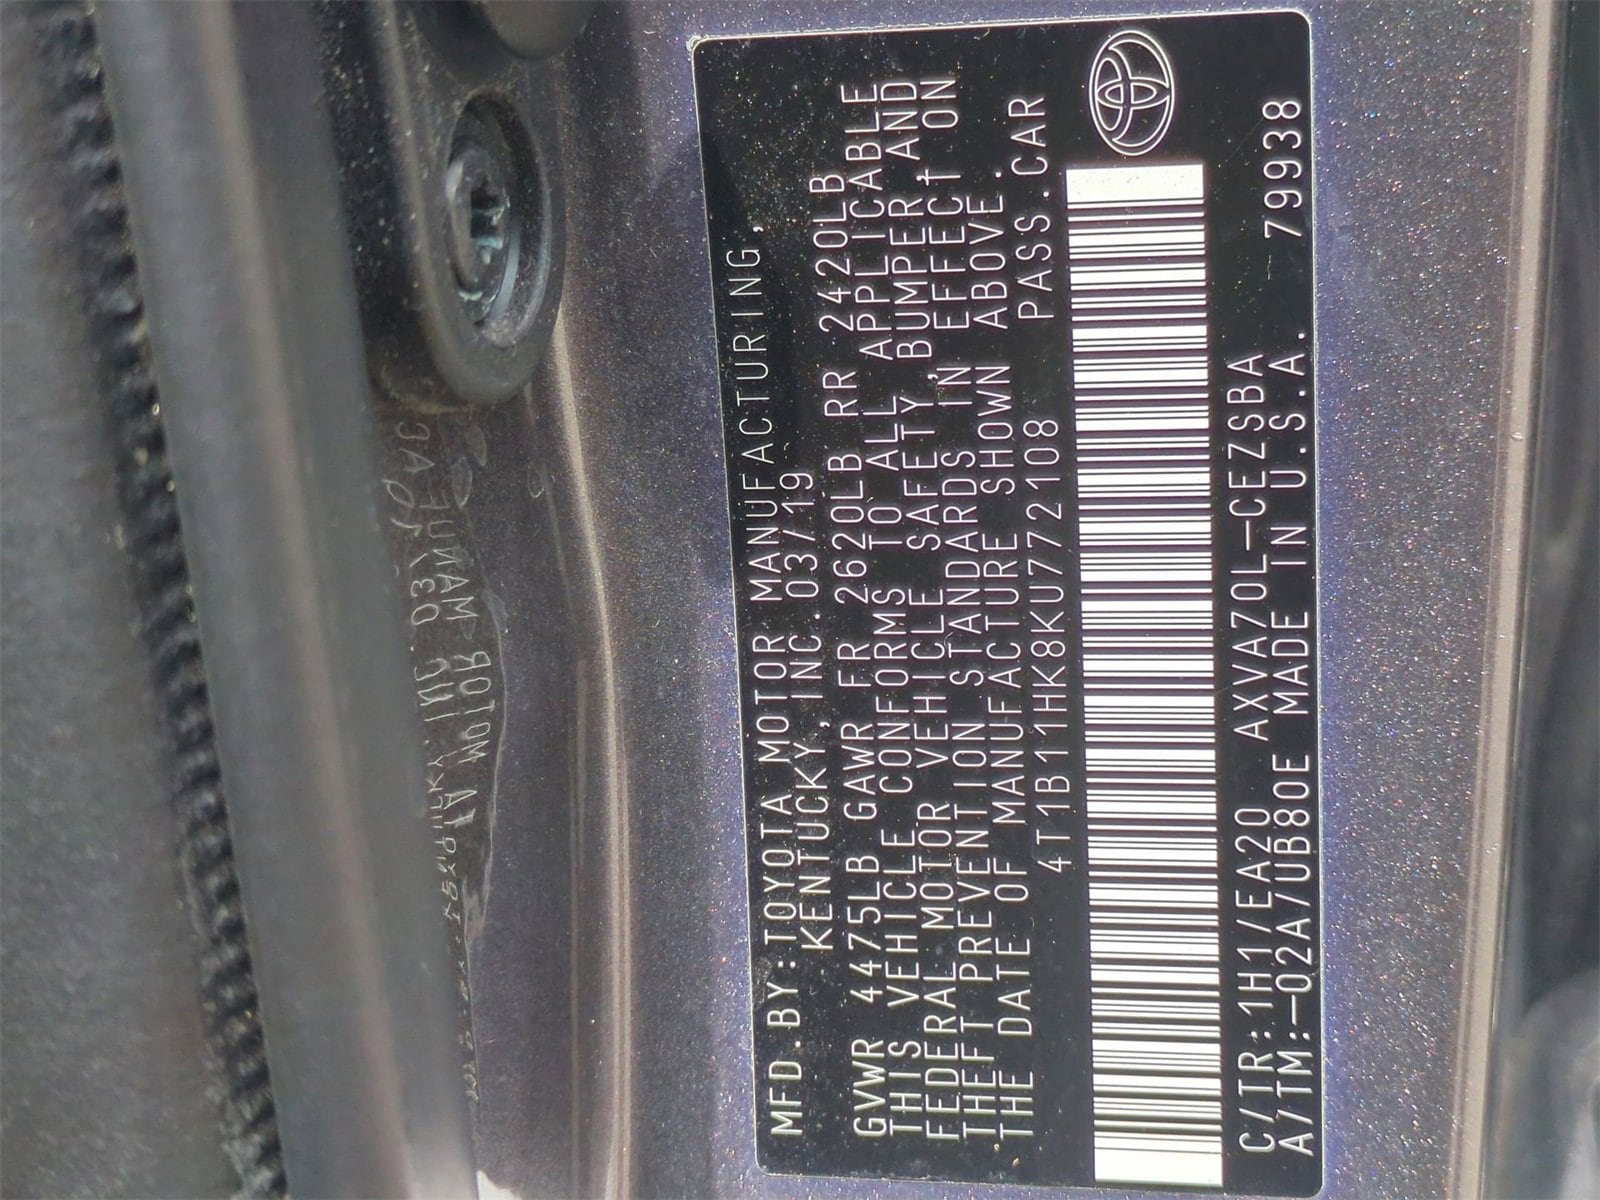 MFD.BY:TOYOTA MOTOR MANUFACTURING,
KENTUCKY, INC. 03/19
GVWR 4475LB GAWR FR 2620LB RR 2420LB
THIS VEHICLE CONFORMS TO ALL APPLICABLE
FEDERAL MOTOR VEHICLE SAFETY, BUMPER, AND
THEFT PREVENTION STANDARDS IN EFFECT ON
THE DATE OF MANUFACTURE SHOWN ABOVE.
4T1B11HK8KU772108 PASS.CAR
C/TR:1H1/EA20 AXVA70L-CEZSBA
A/TM:-02A/UB80E MADE IN U.S.A. 79938